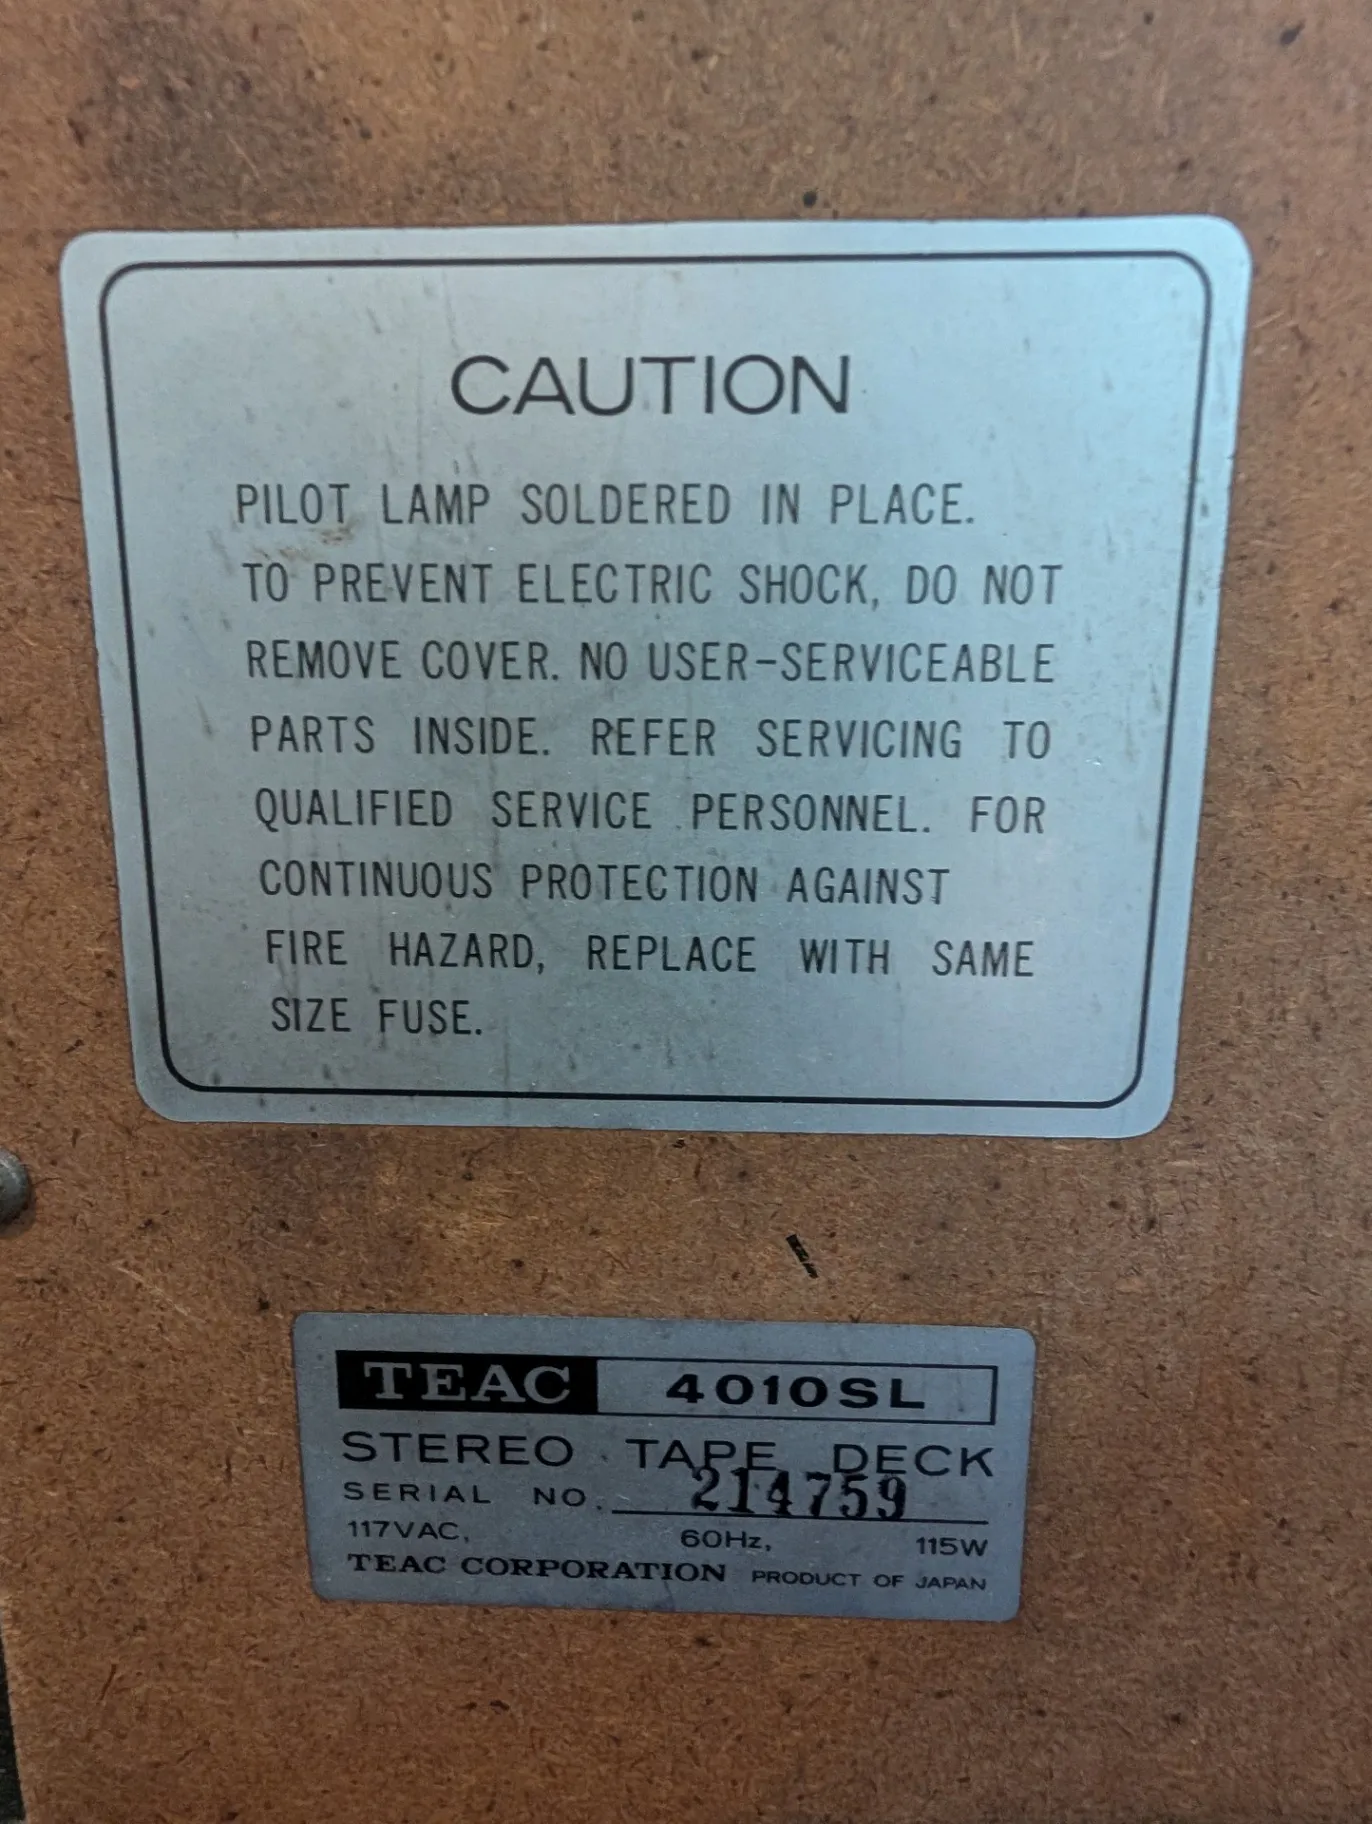 CAUTION
PILOT LAMP SOLDERED IN PLACE.
TO PREVENT ELECTRIC SHOCK, DO NOT
REMOVE COVER. NO USER-SERVICEABLE
PARTS INSIDE. REFER SERVICING TO
QUALIFIED SERVICE PERSONNEL. FOR
CONTINUOUS PROTECTION AGAINST
FIRE HAZARD, REPLACE WITH SAME
SIZE FUSE.
TEAC 4010SL
STEREO TAPE DECK
SERIAL NO. 214759
117VAC, 60Hz, 115W
TEAC CORPORATION PRODUCT OF JAPAN